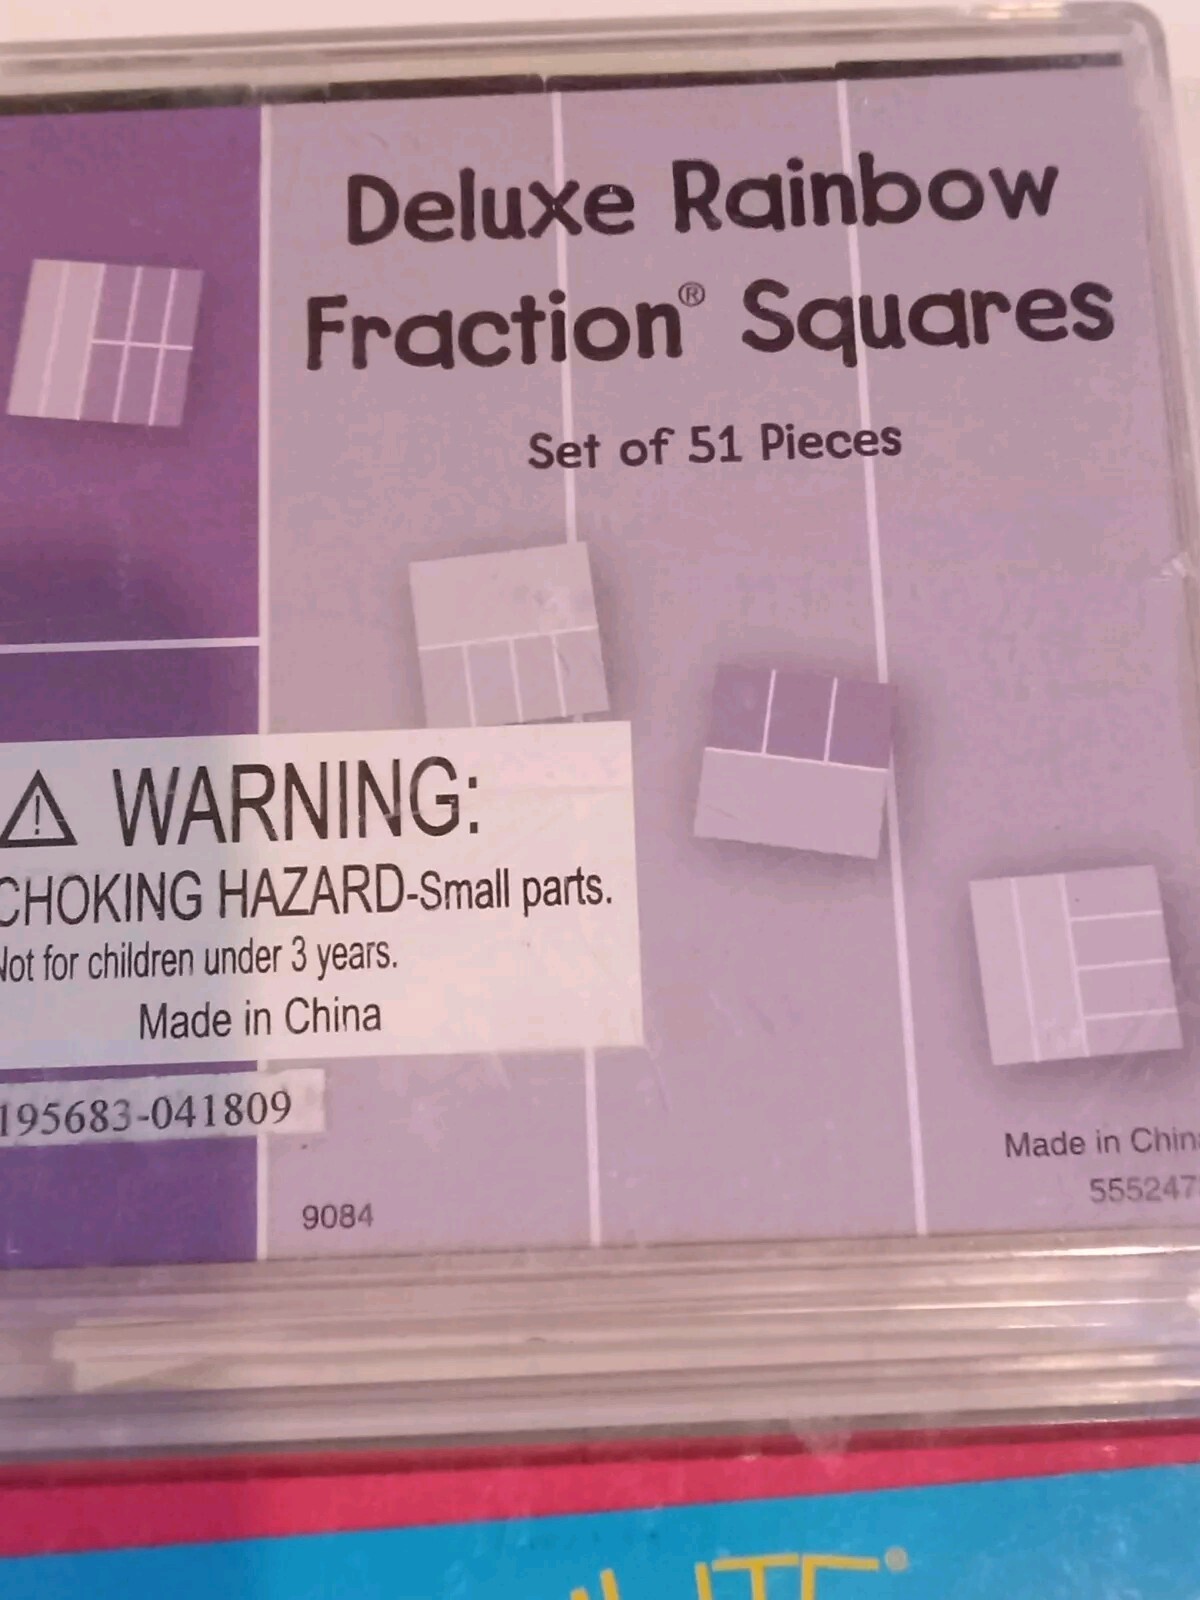 Deluxe Rainbow
Fraction® Squares
Set of 51 Pieces
⚠ WARNING:
CHOKING HAZARD-Small parts.
Not for children under 3 years.
Made in China
195683-041809
9084
Made in
555247